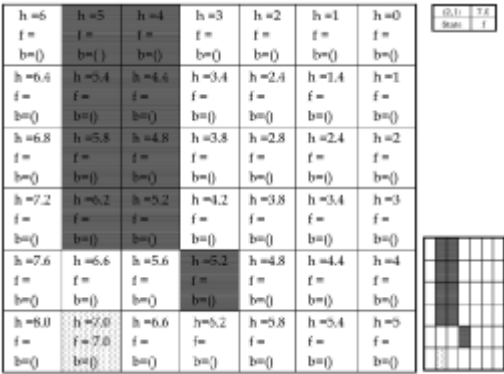 h =6 h =5 h =4 h =3 h =2 h =1 h =0
f = f = f = f = f = f = f =
b=() b=( ) b=() b=() b=() b=() b=()
h =6.4 h =5.4 h =4.4 h =3.4 h =2.4 h =1.4 h =1
f = f = f = f = f = f = f =
b=() b=() b=() b=() b=() b=() b=()
h =6.8 h =5.8 h =4.8 h =3.8 h =2.8 h =2.4 h =2
f = f = f = f = f = f = f =
b=() b=() b=() b=() b=() b=() b=()
h =7.2 h =6.2 h =5.2 h =4.2 h =3.8 h =3.4 h =3
f = f = f = f = f = f = f =
b=() b=() b=() b=() b=() b=() b=()
h =7.6 h =6.6 h =5.6 h =5.2 h =4.8 h =4.4 h =4
f = f = f = f = f = f = f =
b=() b=() b=() b=() b=() b=() b=()
h =8.0 h =7.0 h =6.6 h=6.2 h =5.8 h =5.4 h =5
f = f = 7.0 f = f= f = f = f =
b=() b=() b=() b=() b=() b=() b=()
(2,1) 7.0
State f